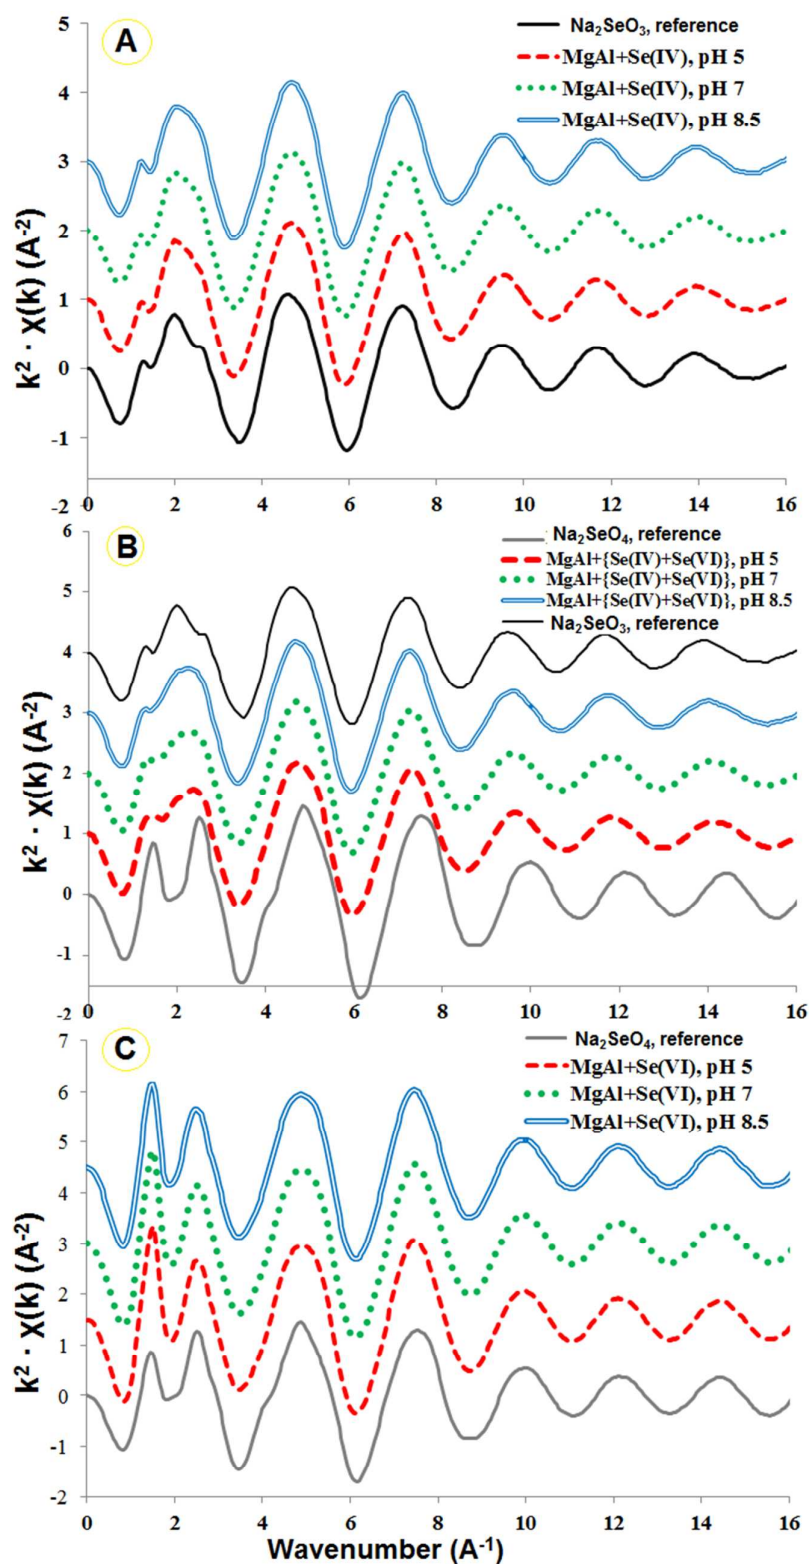 A
Na₂SeO₃, reference
MgAl+Se(IV), pH 5
MgAl+Se(IV), pH 7
MgAl+Se(IV), pH 8.5
k² · χ(k) (A⁻²)
5
4
3
2
1
0
-1
-2
0 2 4 6 8 10 12 14 16
B
Na₂SeO₄, reference
MgAl+{Se(IV)+Se(VI)}, pH 5
MgAl+{Se(IV)+Se(VI)}, pH 7
MgAl+{Se(IV)+Se(VI)}, pH 8.5
Na₂SeO₃, reference
k² · χ(k) (A⁻²)
6
5
4
3
2
1
0
-1
-2
0 2 4 6 8 10 12 14 16
C
Na₂SeO₄, reference
MgAl+Se(VI), pH 5
MgAl+Se(VI), pH 7
MgAl+Se(VI), pH 8.5
k² · χ(k) (A⁻²)
7
6
5
4
3
2
1
0
-1
-2
0 2 4 6 8 10 12 14 16
Wavenumber (A⁻¹)